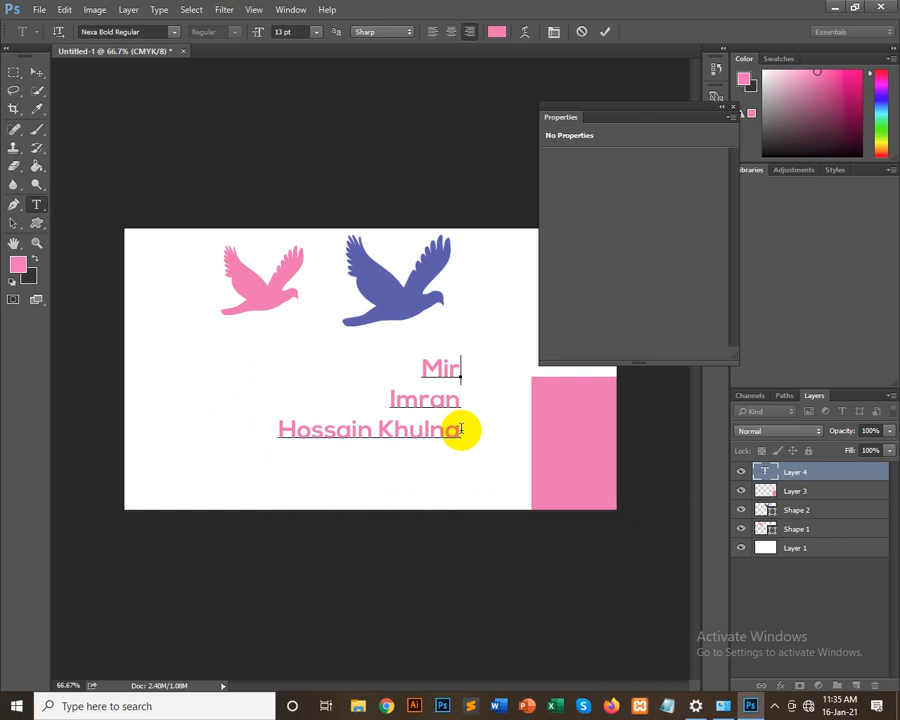 Ps File Edit Image Layer Type Select Filter View Window Help
T Nexa Bold Regular Regular 13 pt aa Sharp Essentials
Untitled-1 @ 66.7% (CMYK/8) * ×
Color Swatches
Properties
No Properties
Libraries Adjustments Styles
Mir
Imran
Hossain Khulna
Channels Paths Layers
Kind
Normal Opacity: 100%
Lock: Fill: 100%
T Layer 4
Layer 3
Shape 2
Shape 1
Layer 1
Activate Windows
Go to Settings to activate Windows.
66.67% Doc: 2.40M/1.08M
Type here to search
11:35 AM
16-Jan-21